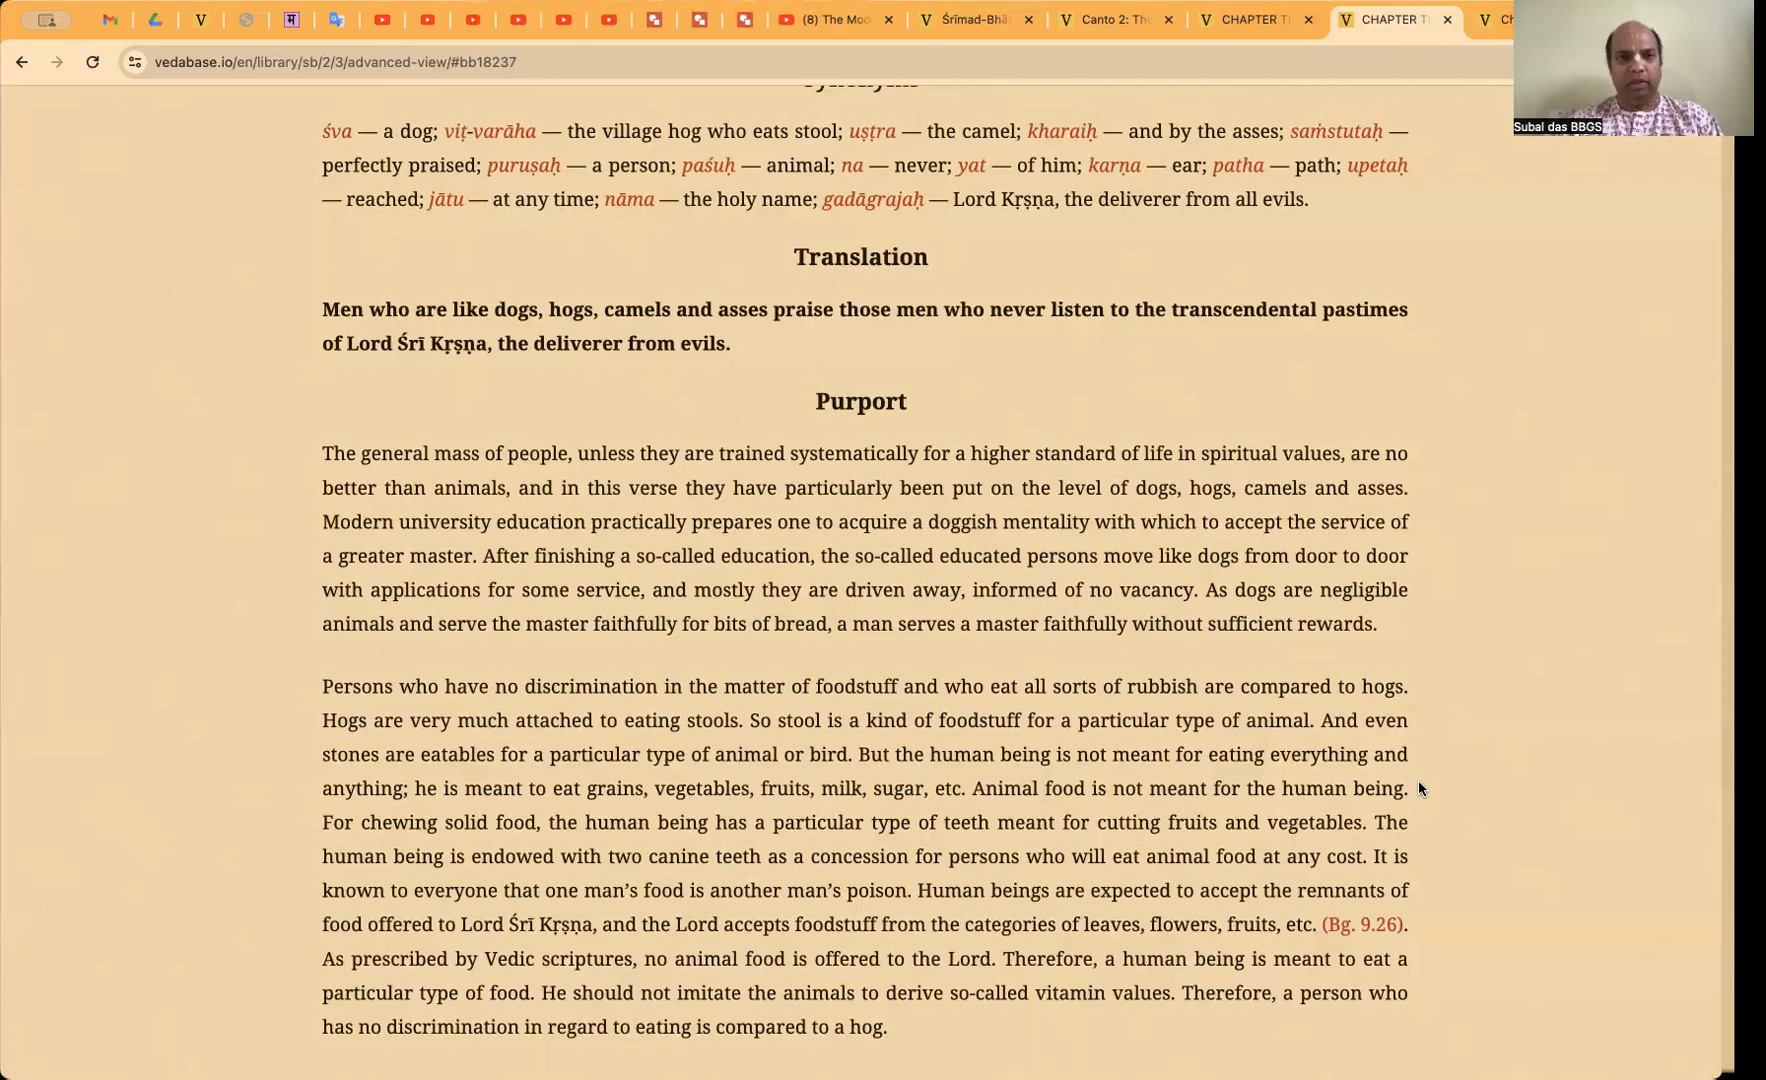 (8) The Moo
Śrīmad-Bhā
Canto 2: Th
CHAPTER T
CHAPTER T
vedabase.io/en/library/sb/2/3/advanced-view/#bb18237
Subal das BBGS
Synonyms
śva — a dog; viṭ-varāha — the village hog who eats stool; uṣṭra — the camel; kharaiḥ — and by the asses; saṁstutaḥ —
perfectly praised; puruṣaḥ — a person; paśuḥ — animal; na — never; yat — of him; karṇa — ear; patha — path; upetaḥ
— reached; jātu — at any time; nāma — the holy name; gadāgrajaḥ — Lord Kṛṣṇa, the deliverer from all evils.
Translation
Men who are like dogs, hogs, camels and asses praise those men who never listen to the transcendental pastimes
of Lord Śrī Kṛṣṇa, the deliverer from evils.
Purport
The general mass of people, unless they are trained systematically for a higher standard of life in spiritual values, are no
better than animals, and in this verse they have particularly been put on the level of dogs, hogs, camels and asses.
Modern university education practically prepares one to acquire a doggish mentality with which to accept the service of
a greater master. After finishing a so-called education, the so-called educated persons move like dogs from door to door
with applications for some service, and mostly they are driven away, informed of no vacancy. As dogs are negligible
animals and serve the master faithfully for bits of bread, a man serves a master faithfully without sufficient rewards.
Persons who have no discrimination in the matter of foodstuff and who eat all sorts of rubbish are compared to hogs.
Hogs are very much attached to eating stools. So stool is a kind of foodstuff for a particular type of animal. And even
stones are eatables for a particular type of animal or bird. But the human being is not meant for eating everything and
anything; he is meant to eat grains, vegetables, fruits, milk, sugar, etc. Animal food is not meant for the human being.
For chewing solid food, the human being has a particular type of teeth meant for cutting fruits and vegetables. The
human being is endowed with two canine teeth as a concession for persons who will eat animal food at any cost. It is
known to everyone that one man’s food is another man’s poison. Human beings are expected to accept the remnants of
food offered to Lord Śrī Kṛṣṇa, and the Lord accepts foodstuff from the categories of leaves, flowers, fruits, etc. (Bg. 9.26).
As prescribed by Vedic scriptures, no animal food is offered to the Lord. Therefore, a human being is meant to eat a
particular type of food. He should not imitate the animals to derive so-called vitamin values. Therefore, a person who
has no discrimination in regard to eating is compared to a hog.